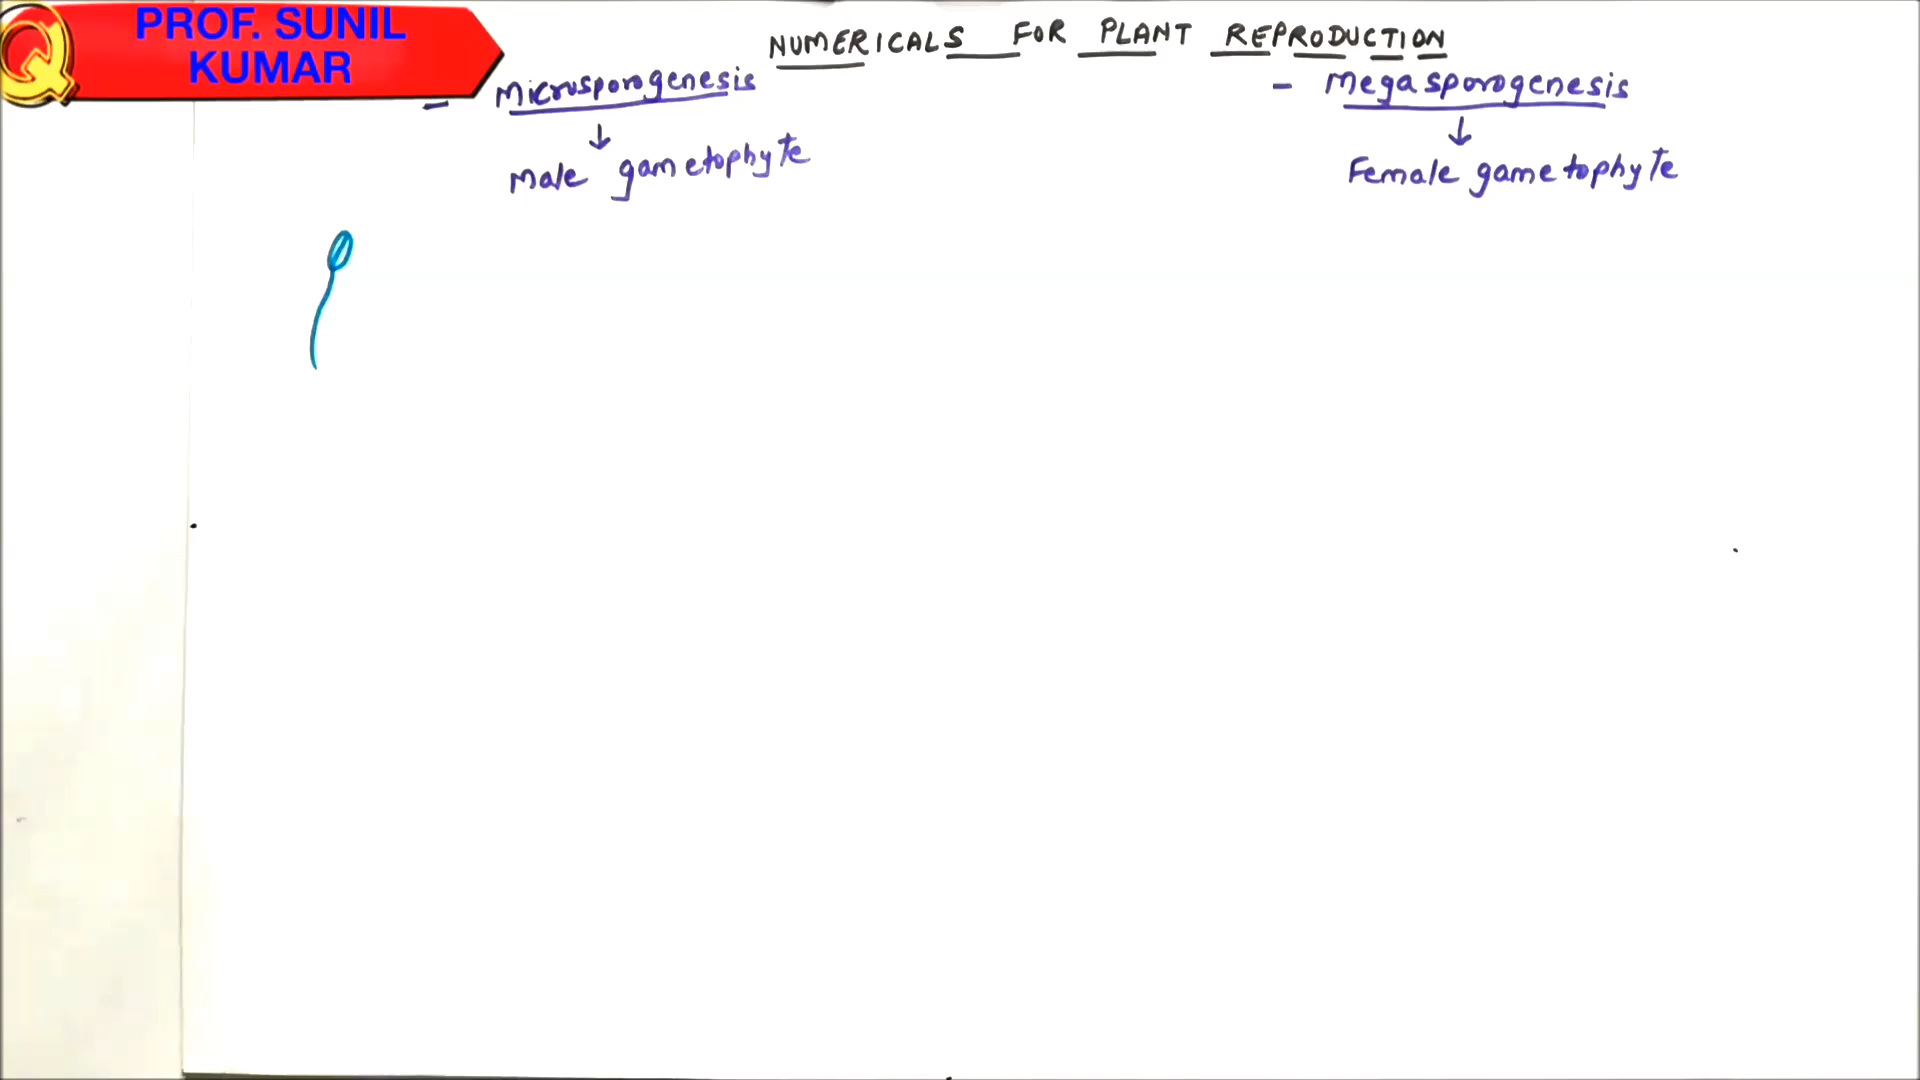 PROF. SUNIL
KUMAR
NUMERICALS FOR PLANT REPRODUCTION
- Microsporogenesis
↓
Male gametophyte
- Megasporogenesis
↓
Female gametophyte